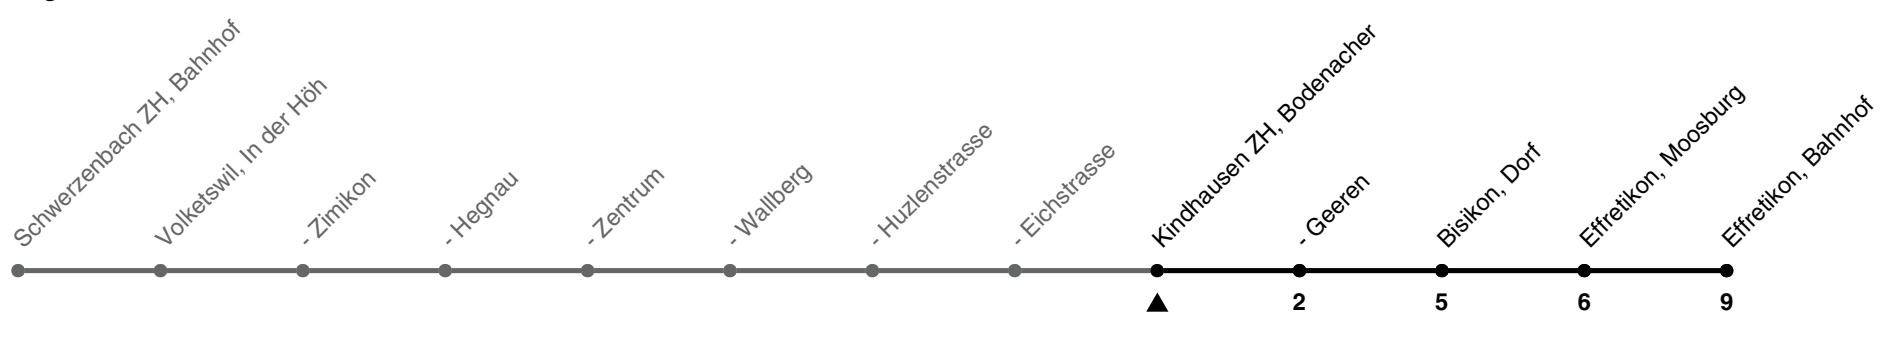 Schwerzenbach ZH, Bahnhof
Volketswil, In der Höh
- Zimikon
- Hegnau
- Zentrum
- Wallberg
- Huzlenstrasse
- Eichstrasse
Kindhausen ZH, Bodenacher
- Geeren
Bisikon, Dorf
Effretikon, Moosburg
Effretikon, Bahnhof
2 5 6 9